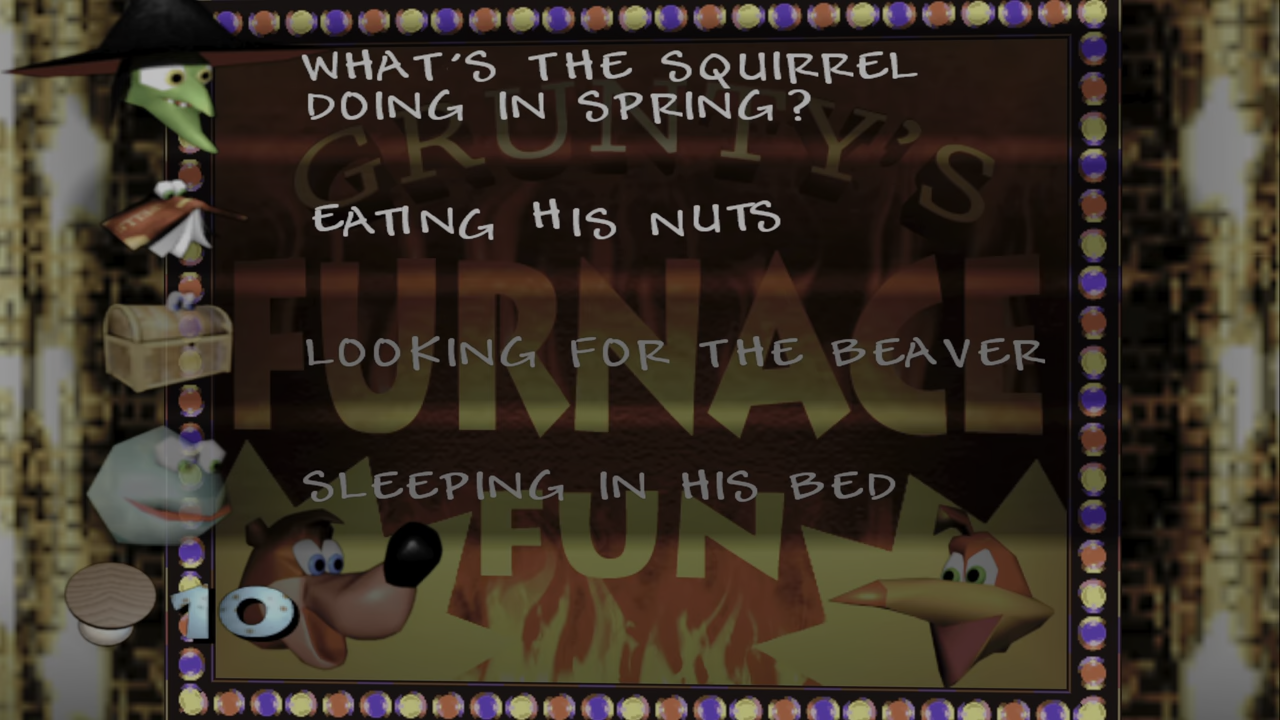 WHAT'S THE SQUIRREL
DOING IN SPRING?
EATING HIS NUTS
LOOKING FOR THE BEAVER
SLEEPING IN HIS BED
GRUNTY'S
FURNACE
FUN
10